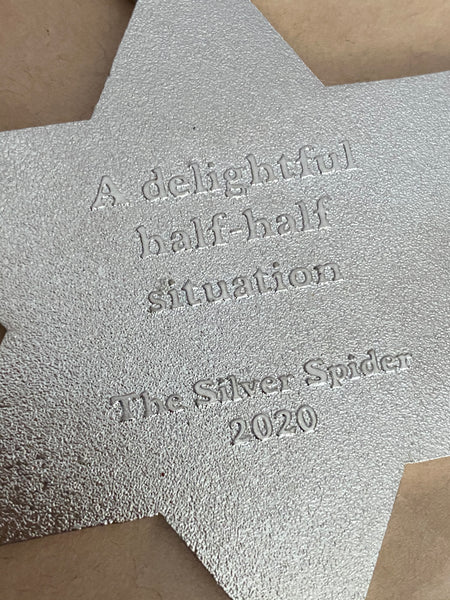 A delightful
half-half
situation
The Silver Spider
2020